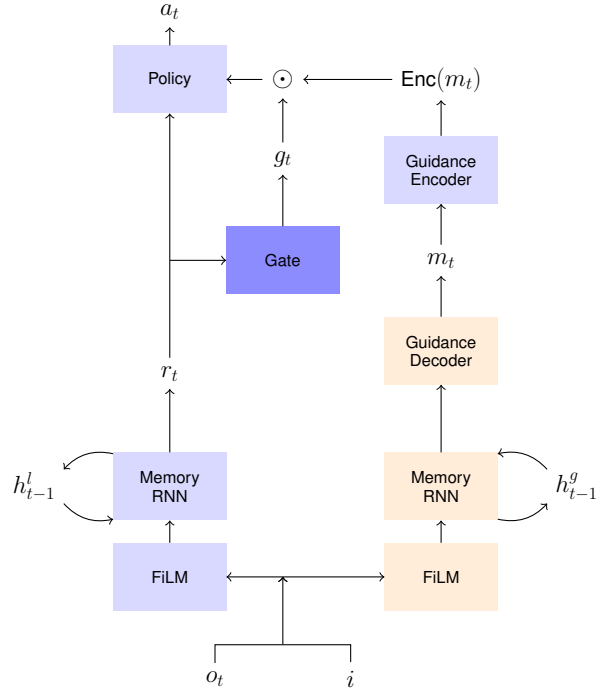 a_t
Policy
⊙
Enc(m_t)
Guidance
Encoder
g_t
Gate
m_t
Guidance
Decoder
r_t
h^l_{t-1}
Memory
RNN
Memory
RNN
h^g_{t-1}
FiLM
FiLM
o_t
i